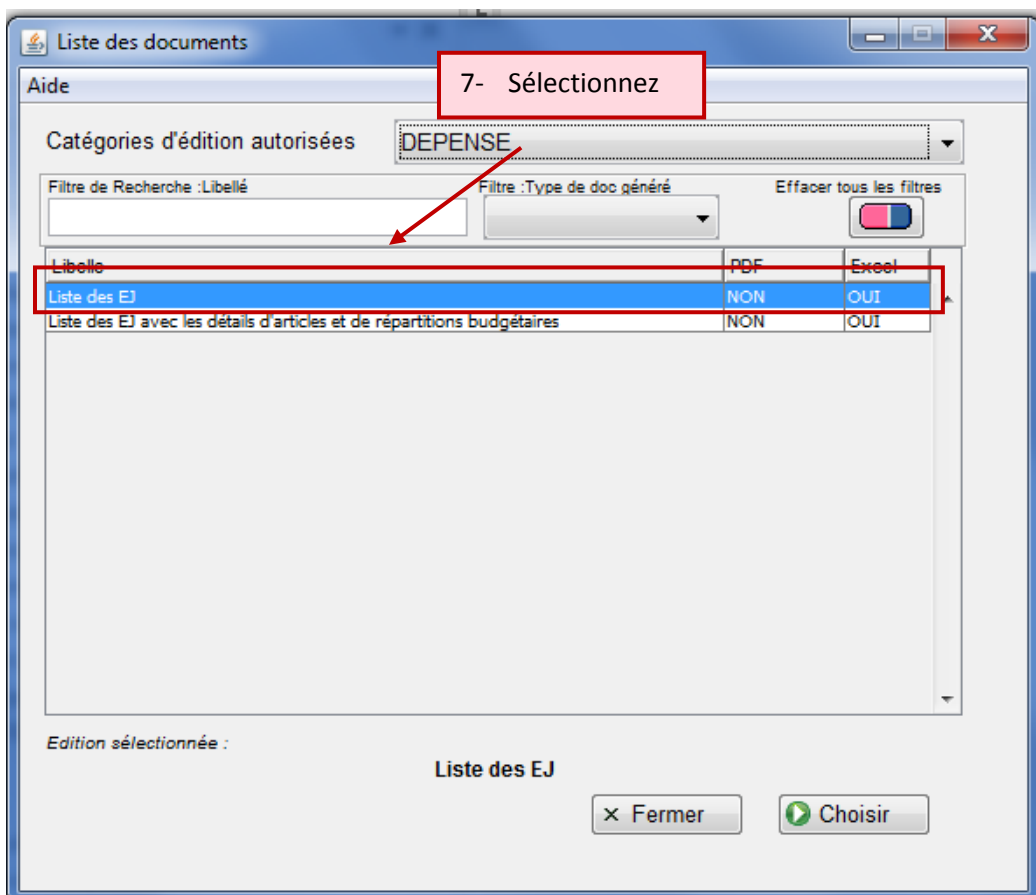 Liste des documents
Aide
7- Sélectionnez
Catégories d'édition autorisées DEPENSE
Filtre de Recherche :Libellé Filtre :Type de doc généré Effacer tous les filtres
Libelle PDF Excel
Liste des EJ NON OUI
Liste des EJ avec les détails d'articles et de répartitions budgétaires NON OUI
Edition sélectionnée :
Liste des EJ
× Fermer Choisir